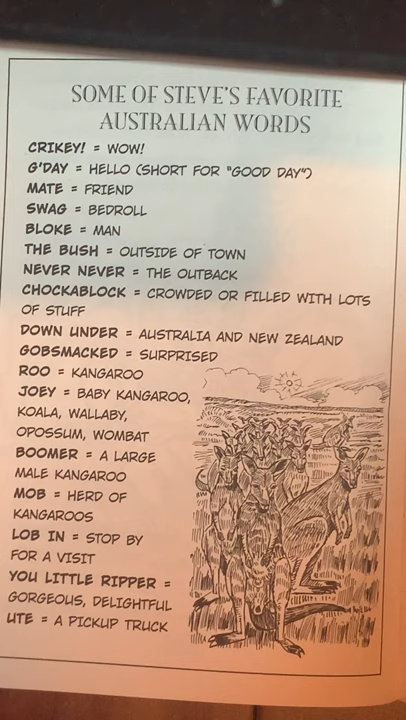 SOME OF STEVE'S FAVORITE
AUSTRALIAN WORDS
CRIKEY! = WOW!
G'DAY = HELLO (SHORT FOR "GOOD DAY")
MATE = FRIEND
SWAG = BEDROLL
BLOKE = MAN
THE BUSH = OUTSIDE OF TOWN
NEVER NEVER = THE OUTBACK
CHOCKABLOCK = CROWDED OR FILLED WITH LOTS
OF STUFF
DOWN UNDER = AUSTRALIA AND NEW ZEALAND
GOBSMACKED = SURPRISED
ROO = KANGAROO
JOEY = BABY KANGAROO,
KOALA, WALLABY,
OPOSSUM, WOMBAT
BOOMER = A LARGE
MALE KANGAROO
MOB = HERD OF
KANGAROOS
LOB IN = STOP BY
FOR A VISIT
YOU LITTLE RIPPER =
GORGEOUS, DELIGHTFUL
UTE = A PICKUP TRUCK